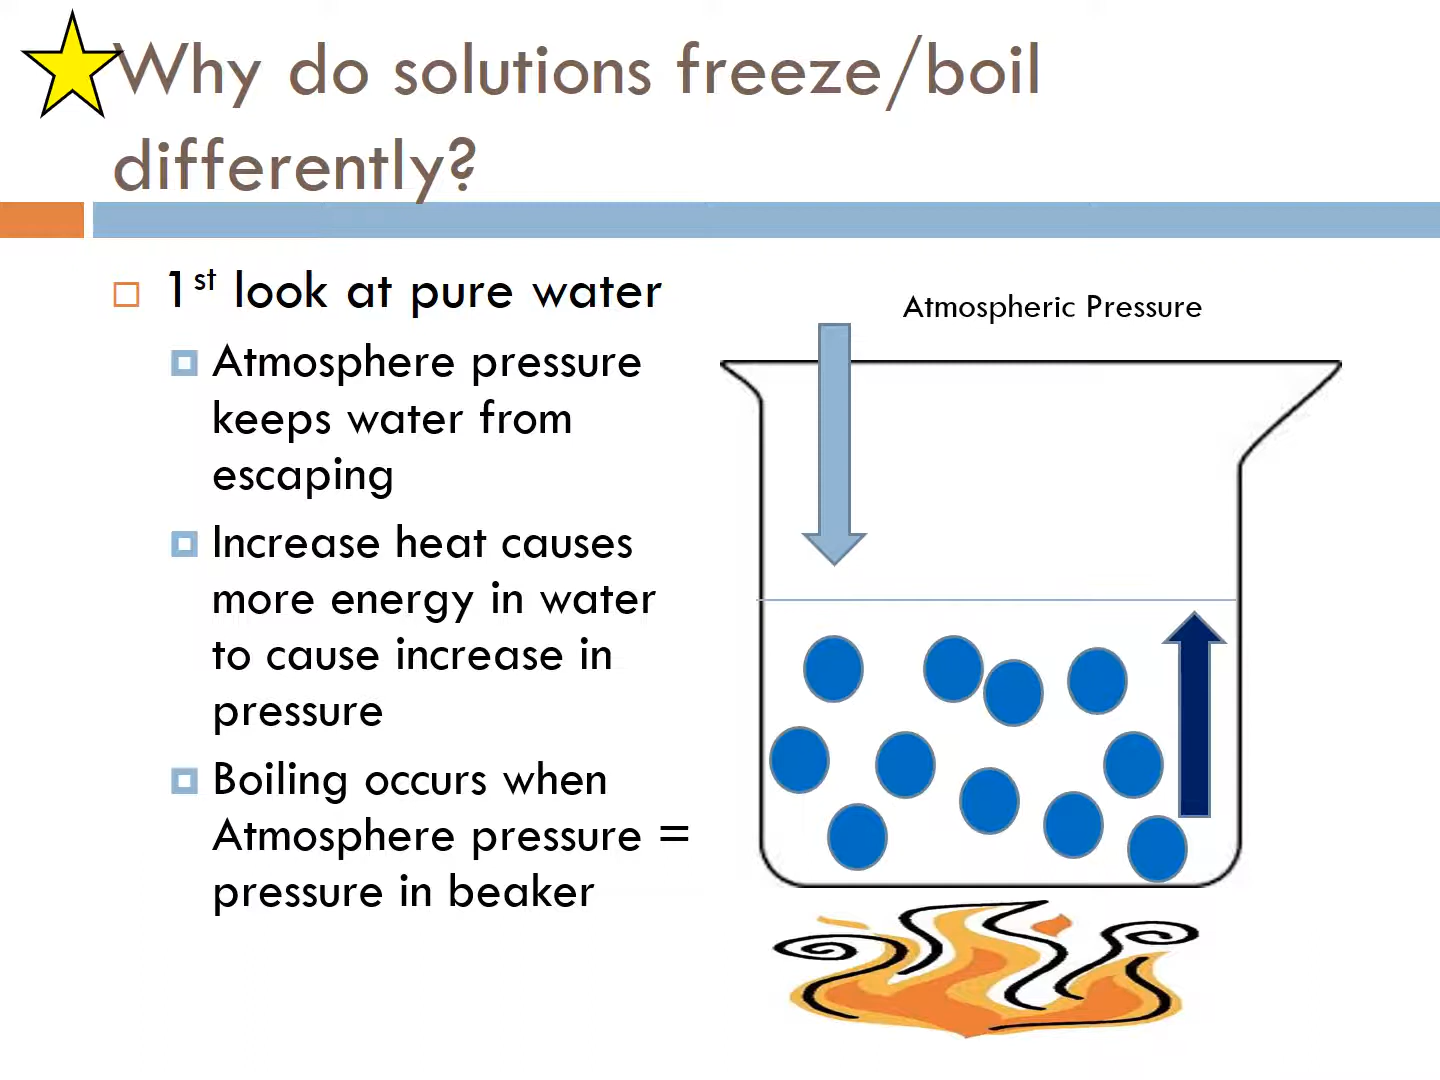 Why do solutions freeze/boil
differently?
1st look at pure water
Atmosphere pressure
keeps water from
escaping
Increase heat causes
more energy in water
to cause increase in
pressure
Boiling occurs when
Atmosphere pressure =
pressure in beaker
Atmospheric Pressure